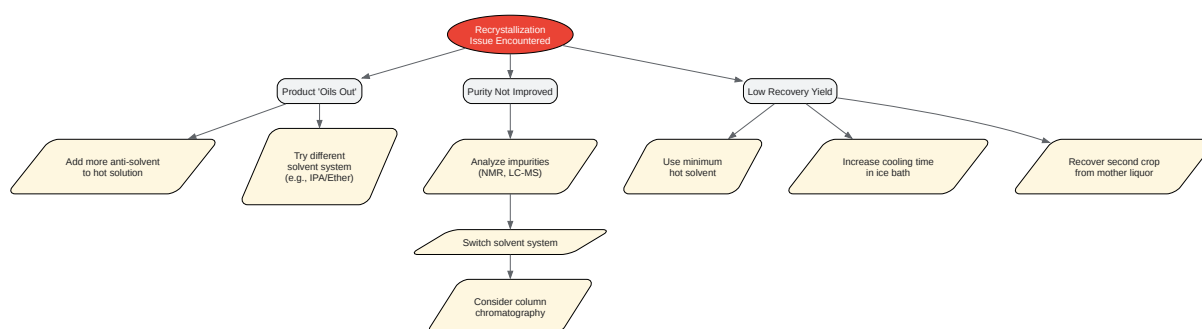 Recrystallization
Issue Encountered
Product 'Oils Out'
Purity Not Improved
Low Recovery Yield
Add more anti-solvent
to hot solution
Try different
solvent system
(e.g., IPA/Ether)
Analyze impurities
(NMR, LC-MS)
Use minimum
hot solvent
Increase cooling time
in ice bath
Recover second crop
from mother liquor
Switch solvent system
Consider column
chromatography